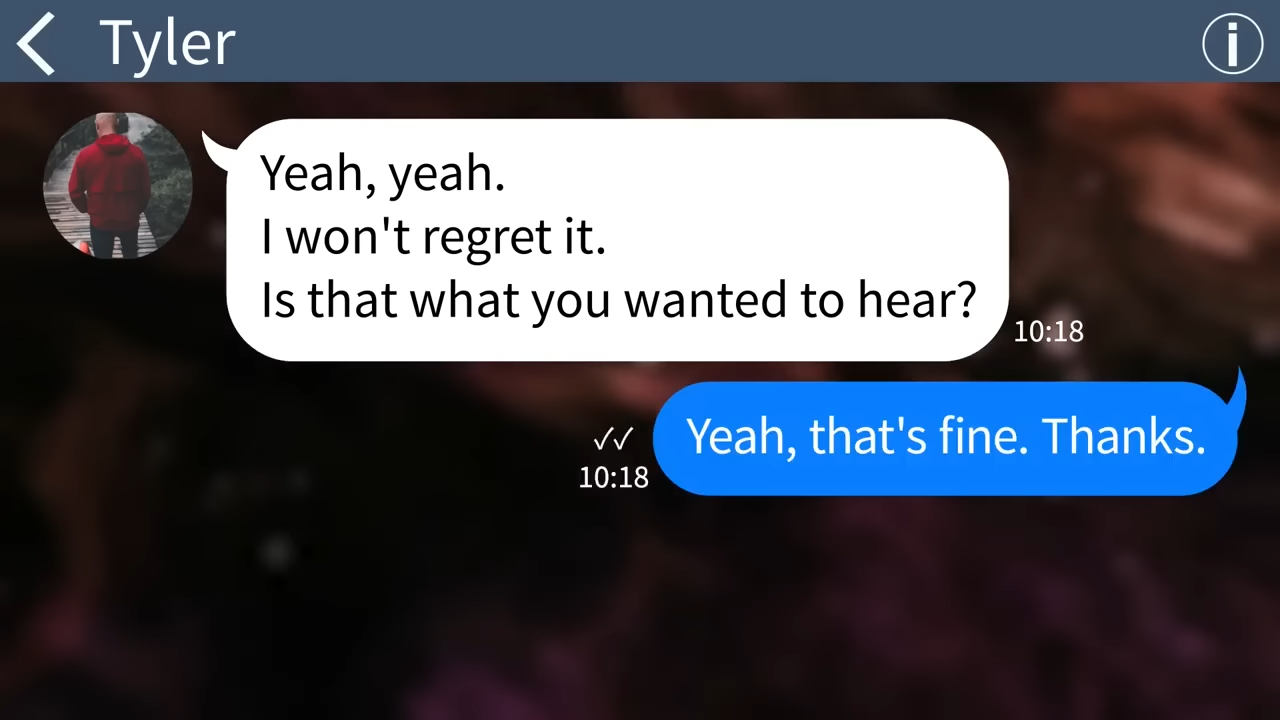 Tyler
Yeah, yeah.
I won't regret it.
Is that what you wanted to hear?
10:18
Yeah, that's fine. Thanks.
10:18